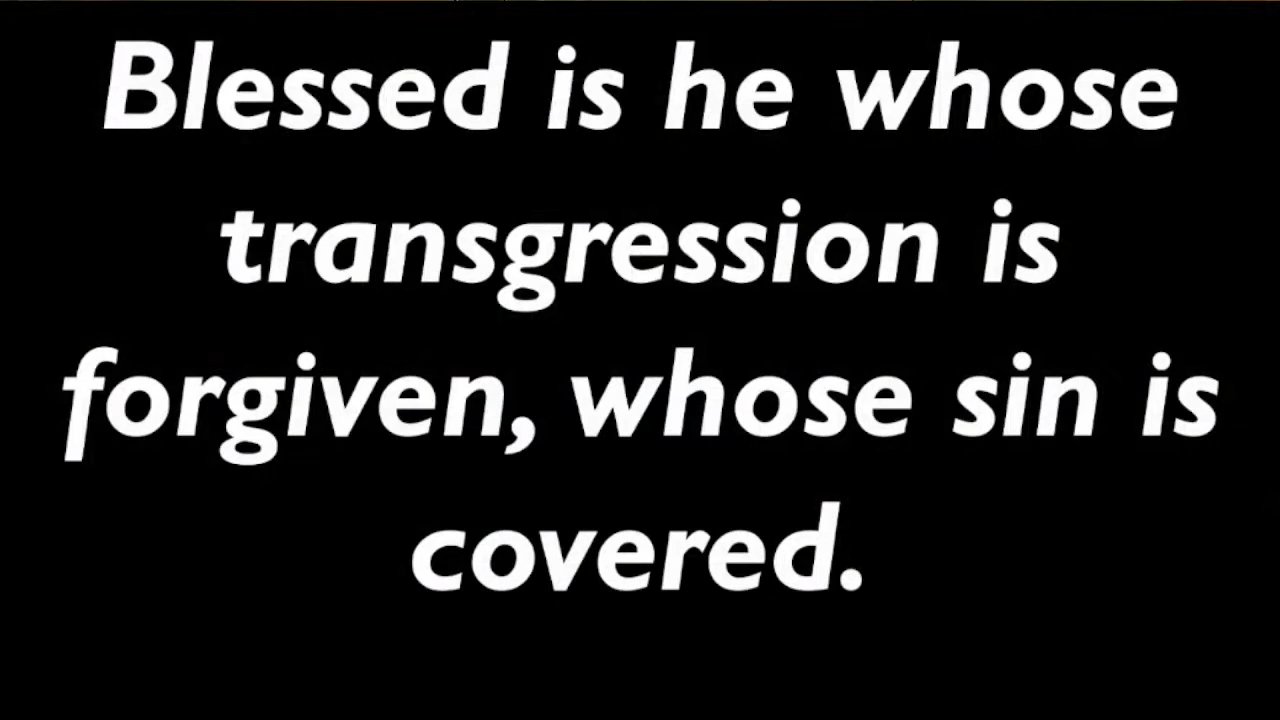 Blessed is he whose
transgression is
forgiven, whose sin is
covered.